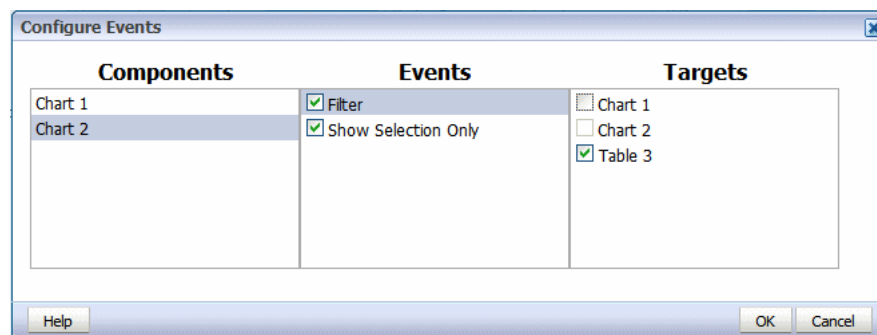 Configure Events
Components Events Targets
Chart 1 Filter Chart 1
Chart 2 Show Selection Only Chart 2
Table 3
Help OK Cancel